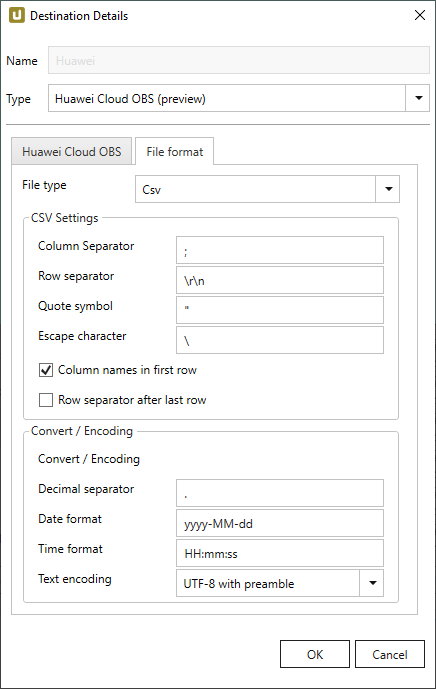 Destination Details
Name Huawei
Type Huawei Cloud OBS (preview)
Huawei Cloud OBS File format
File type Csv
CSV Settings
Column Separator ;
Row separator \r\n
Quote symbol "
Escape character \
Column names in first row
Row separator after last row
Convert / Encoding
Convert / Encoding
Decimal separator .
Date format yyyy-MM-dd
Time format HH:mm:ss
Text encoding UTF-8 with preamble
OK Cancel